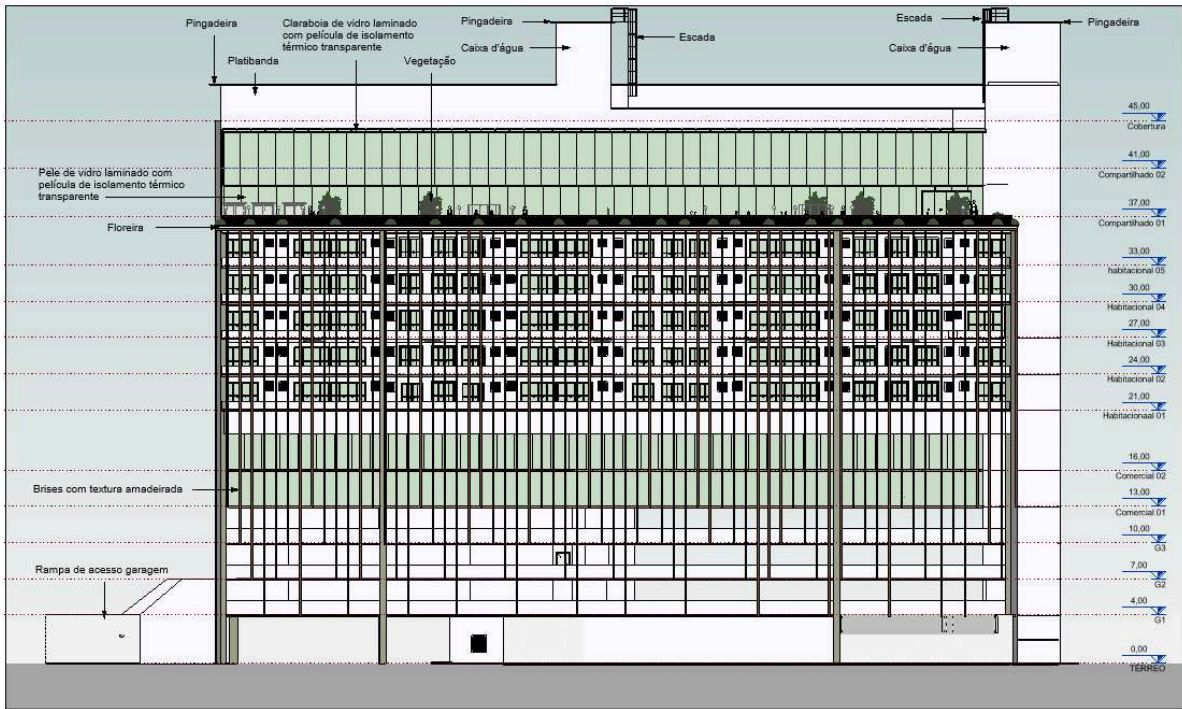 Pingadeira
Claraboia de vidro laminado
com película de isolamento
térmico transparente
Pingadeira
Escada
Pingadeira
Escada
Caixa d'água
Caixa d'água
Platibanda
Vegetação
45,00
Cobertura
41,00
Compartilhado 02
Pele de vidro laminado com
película de isolamento térmico
transparente
37,00
Compartilhado 01
Floreira
33,00
habitacional 05
30,00
Habitacional 04
27,00
Habitacional 03
24,00
Habitacional 02
21,00
Habitacionaal 01
16,00
Comercial 02
Brises com textura amadeirada
13,00
Comercial 01
10,00
G3
Rampa de acesso garagem
7,00
G2
4,00
G1
0,00
TÉRREO